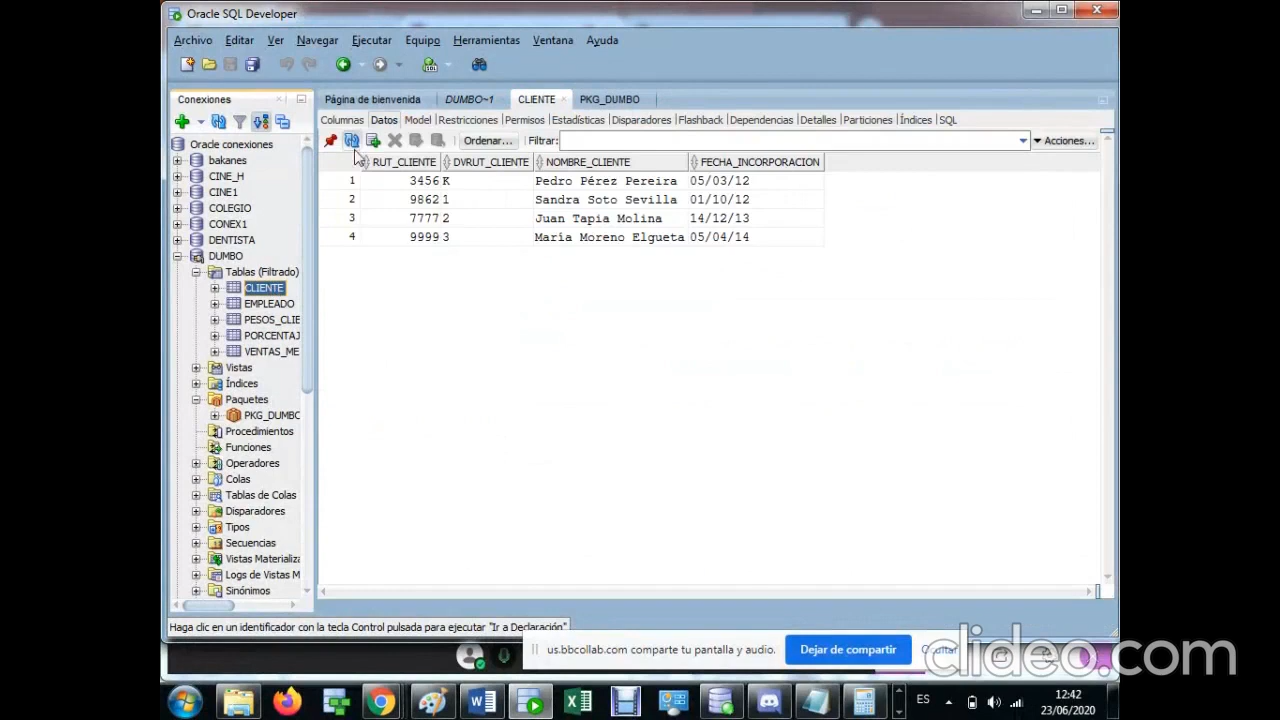 Oracle SQL Developer
Archivo Editar Ver Navegar Ejecutar Equipo Herramientas Ventana Ayuda
Conexiones
Página de bienvenida DUMBO~1 CLIENTE PKG_DUMBO
Columnas Datos Model Restricciones Permisos Estadísticas Disparadores Flashback Dependencias Detalles Particiones Índices SQL
Ordenar... Filtrar: Acciones...
RUT_CLIENTE DVRUT_CLIENTE NOMBRE_CLIENTE FECHA_INCORPORACION
1 3456 K Pedro Pérez Pereira 05/03/12
2 9862 1 Sandra Soto Sevilla 01/10/12
3 7777 2 Juan Tapia Molina 14/12/13
4 9999 3 María Moreno Elgueta 05/04/14
Oracle conexiones
bakanes
CINE_H
CINE1
COLEGIO
CONEX1
DENTISTA
DUMBO
Tablas (Filtrado)
CLIENTE
EMPLEADO
PESOS_CLIE
PORCENTAJ
VENTAS_ME
Vistas
Índices
Paquetes
PKG_DUMBO
Procedimientos
Funciones
Operadores
Colas
Tablas de Colas
Disparadores
Tipos
Secuencias
Vistas Materializa
Logs de Vistas M
Sinónimos
Haga clic en un identificador con la tecla Control pulsada para ejecutar "Ir a Declaración"
us.bbcollab.com comparte tu pantalla y audio. Dejar de compartir Ocultar
clideo.com
ES
12:42
23/06/2020